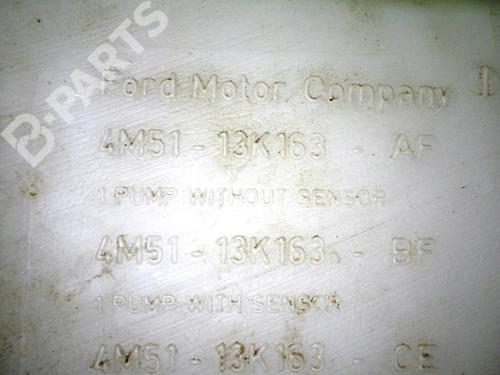 B-PARTS
Ford Motor Company 1
4M51 - 13K163 - AF
1 PUMP WITHOUT SENSOR
4M51 - 13K163 - BF
1 PUMP WITH SENSOR
4M51 - 13K163 - CE